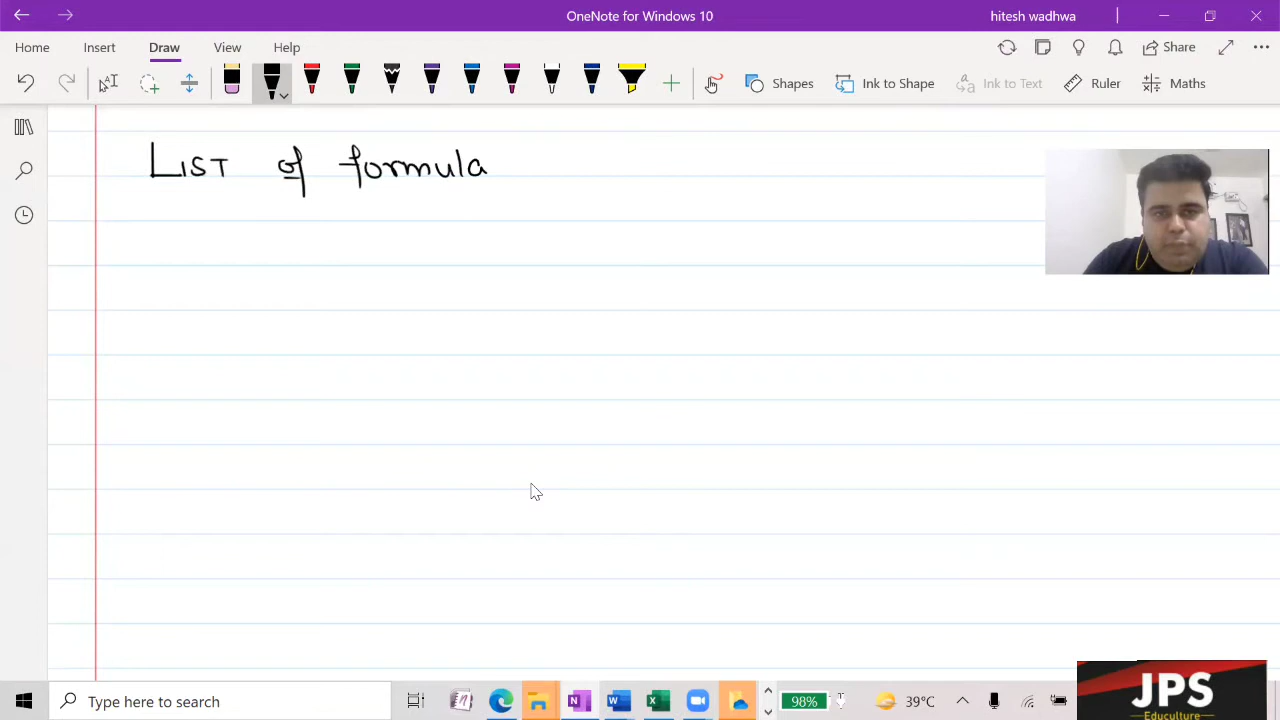 OneNote for Windows 10
hitesh wadhwa
Home Insert Draw View Help
Share
Shapes
Ink to Shape
Ink to Text
Ruler
Maths
LIST of formula
Type here to search
98%
39°C
JPS
Educulture